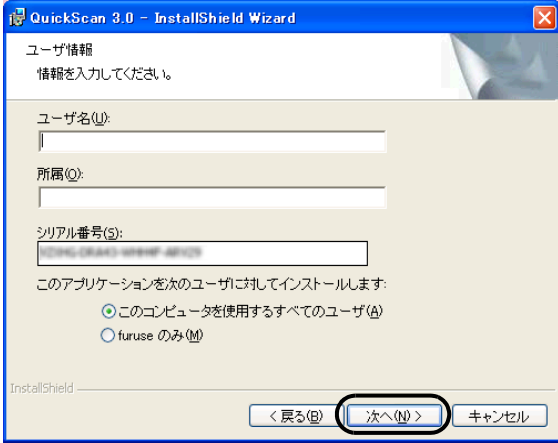 QuickScan 3.0 - InstallShield Wizard
ユーザ情報
情報を入力してください。
ユーザ名(U):
所属(O):
シリアル番号(S):
このアプリケーションを次のユーザに対してインストールします:
このコンピュータを使用するすべてのユーザ(A)
furuse のみ(M)
InstallShield
< 戻る(B) 次へ(N) > キャンセル